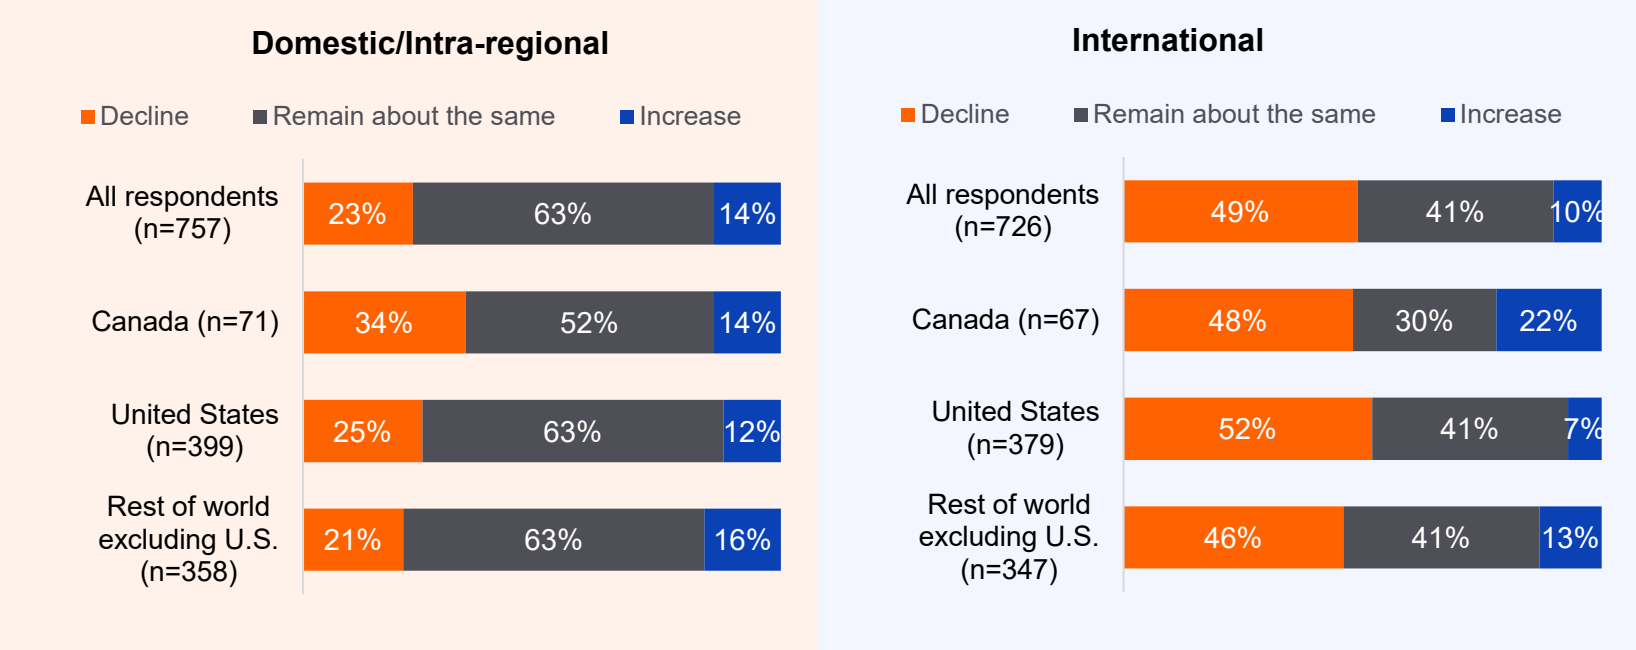 Domestic/Intra-regional
Decline Remain about the same Increase
All respondents
(n=757)
23% 63% 14%
Canada (n=71)
34% 52% 14%
United States
(n=399)
25% 63% 12%
Rest of world
excluding U.S.
(n=358)
21% 63% 16%
International
Decline Remain about the same Increase
All respondents
(n=726)
49% 41% 10%
Canada (n=67)
48% 30% 22%
United States
(n=379)
52% 41% 7%
Rest of world
excluding U.S.
(n=347)
46% 41% 13%